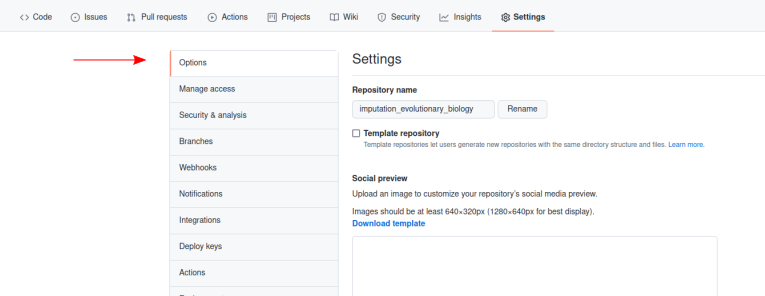 Code Issues Pull requests Actions Projects Wiki Security Insights Settings
Options
Manage access
Security & analysis
Branches
Webhooks
Notifications
Integrations
Deploy keys
Actions
Settings
Repository name
imputation_evolutionary_biology Rename
Template repository
Template repositories let users generate new repositories with the same directory structure and files. Learn more.
Social preview
Upload an image to customize your repository's social media preview.
Images should be at least 640×320px (1280×640px for best display).
Download template